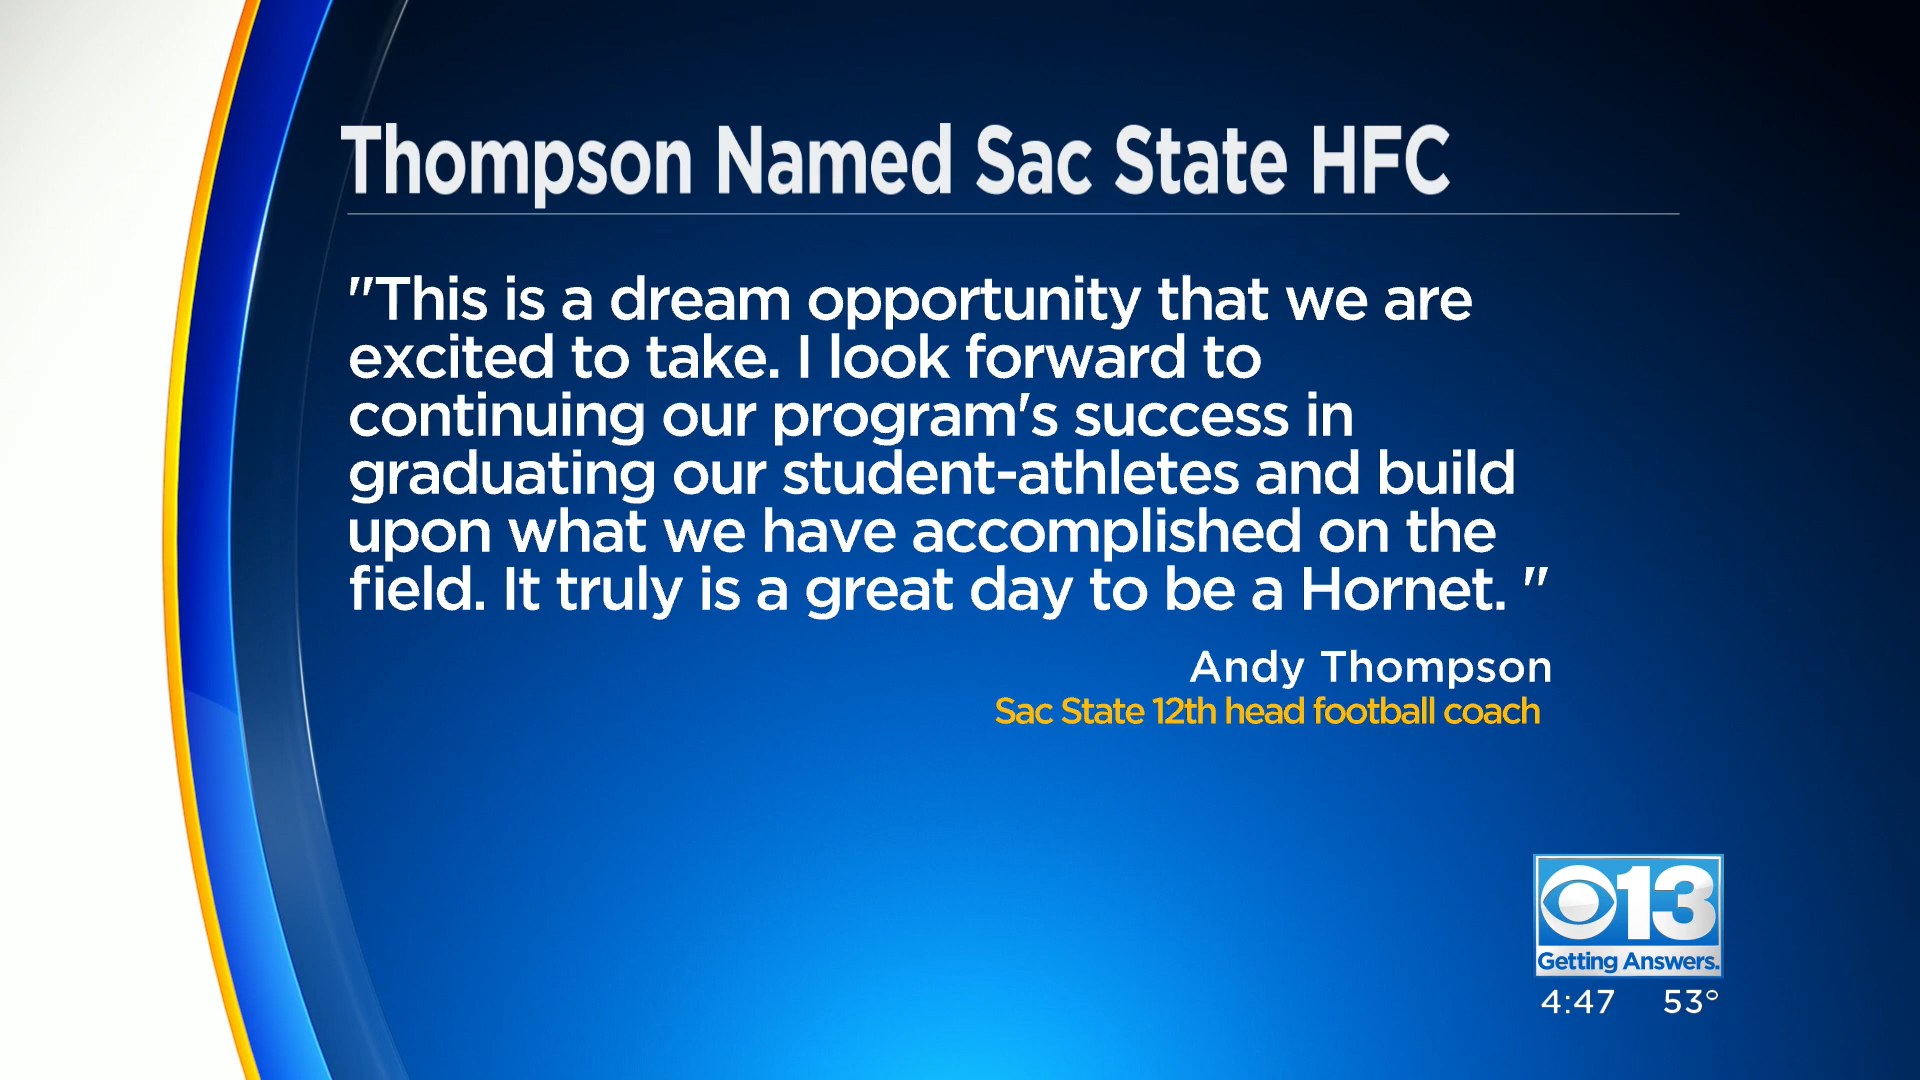 Thompson Named Sac State HFC
"This is a dream opportunity that we are
excited to take. I look forward to
continuing our program's success in
graduating our student-athletes and build
upon what we have accomplished on the
field. It truly is a great day to be a Hornet. "
Andy Thompson
Sac State 12th head football coach
13
Getting Answers.
4:47 53°